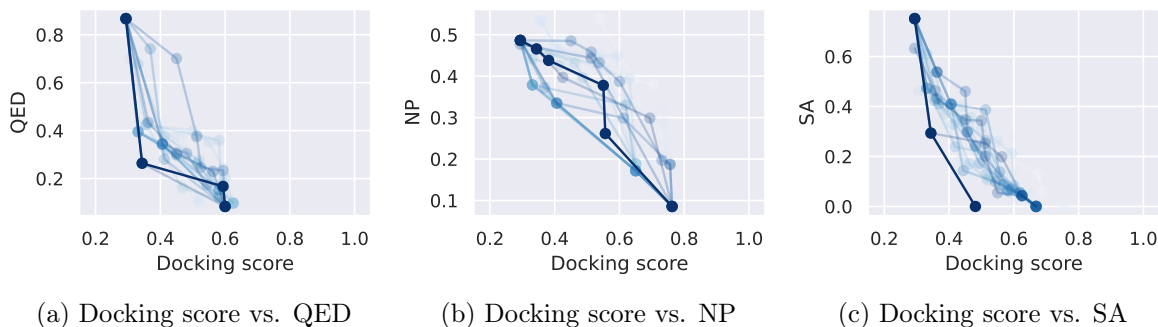 QED
0.8
0.6
0.4
0.2
0.2 0.4 0.6 0.8 1.0
Docking score
(a) Docking score vs. QED
NP
0.5
0.4
0.3
0.2
0.1
0.2 0.4 0.6 0.8 1.0
Docking score
(b) Docking score vs. NP
SA
0.6
0.4
0.2
0.0
0.2 0.4 0.6 0.8 1.0
Docking score
(c) Docking score vs. SA